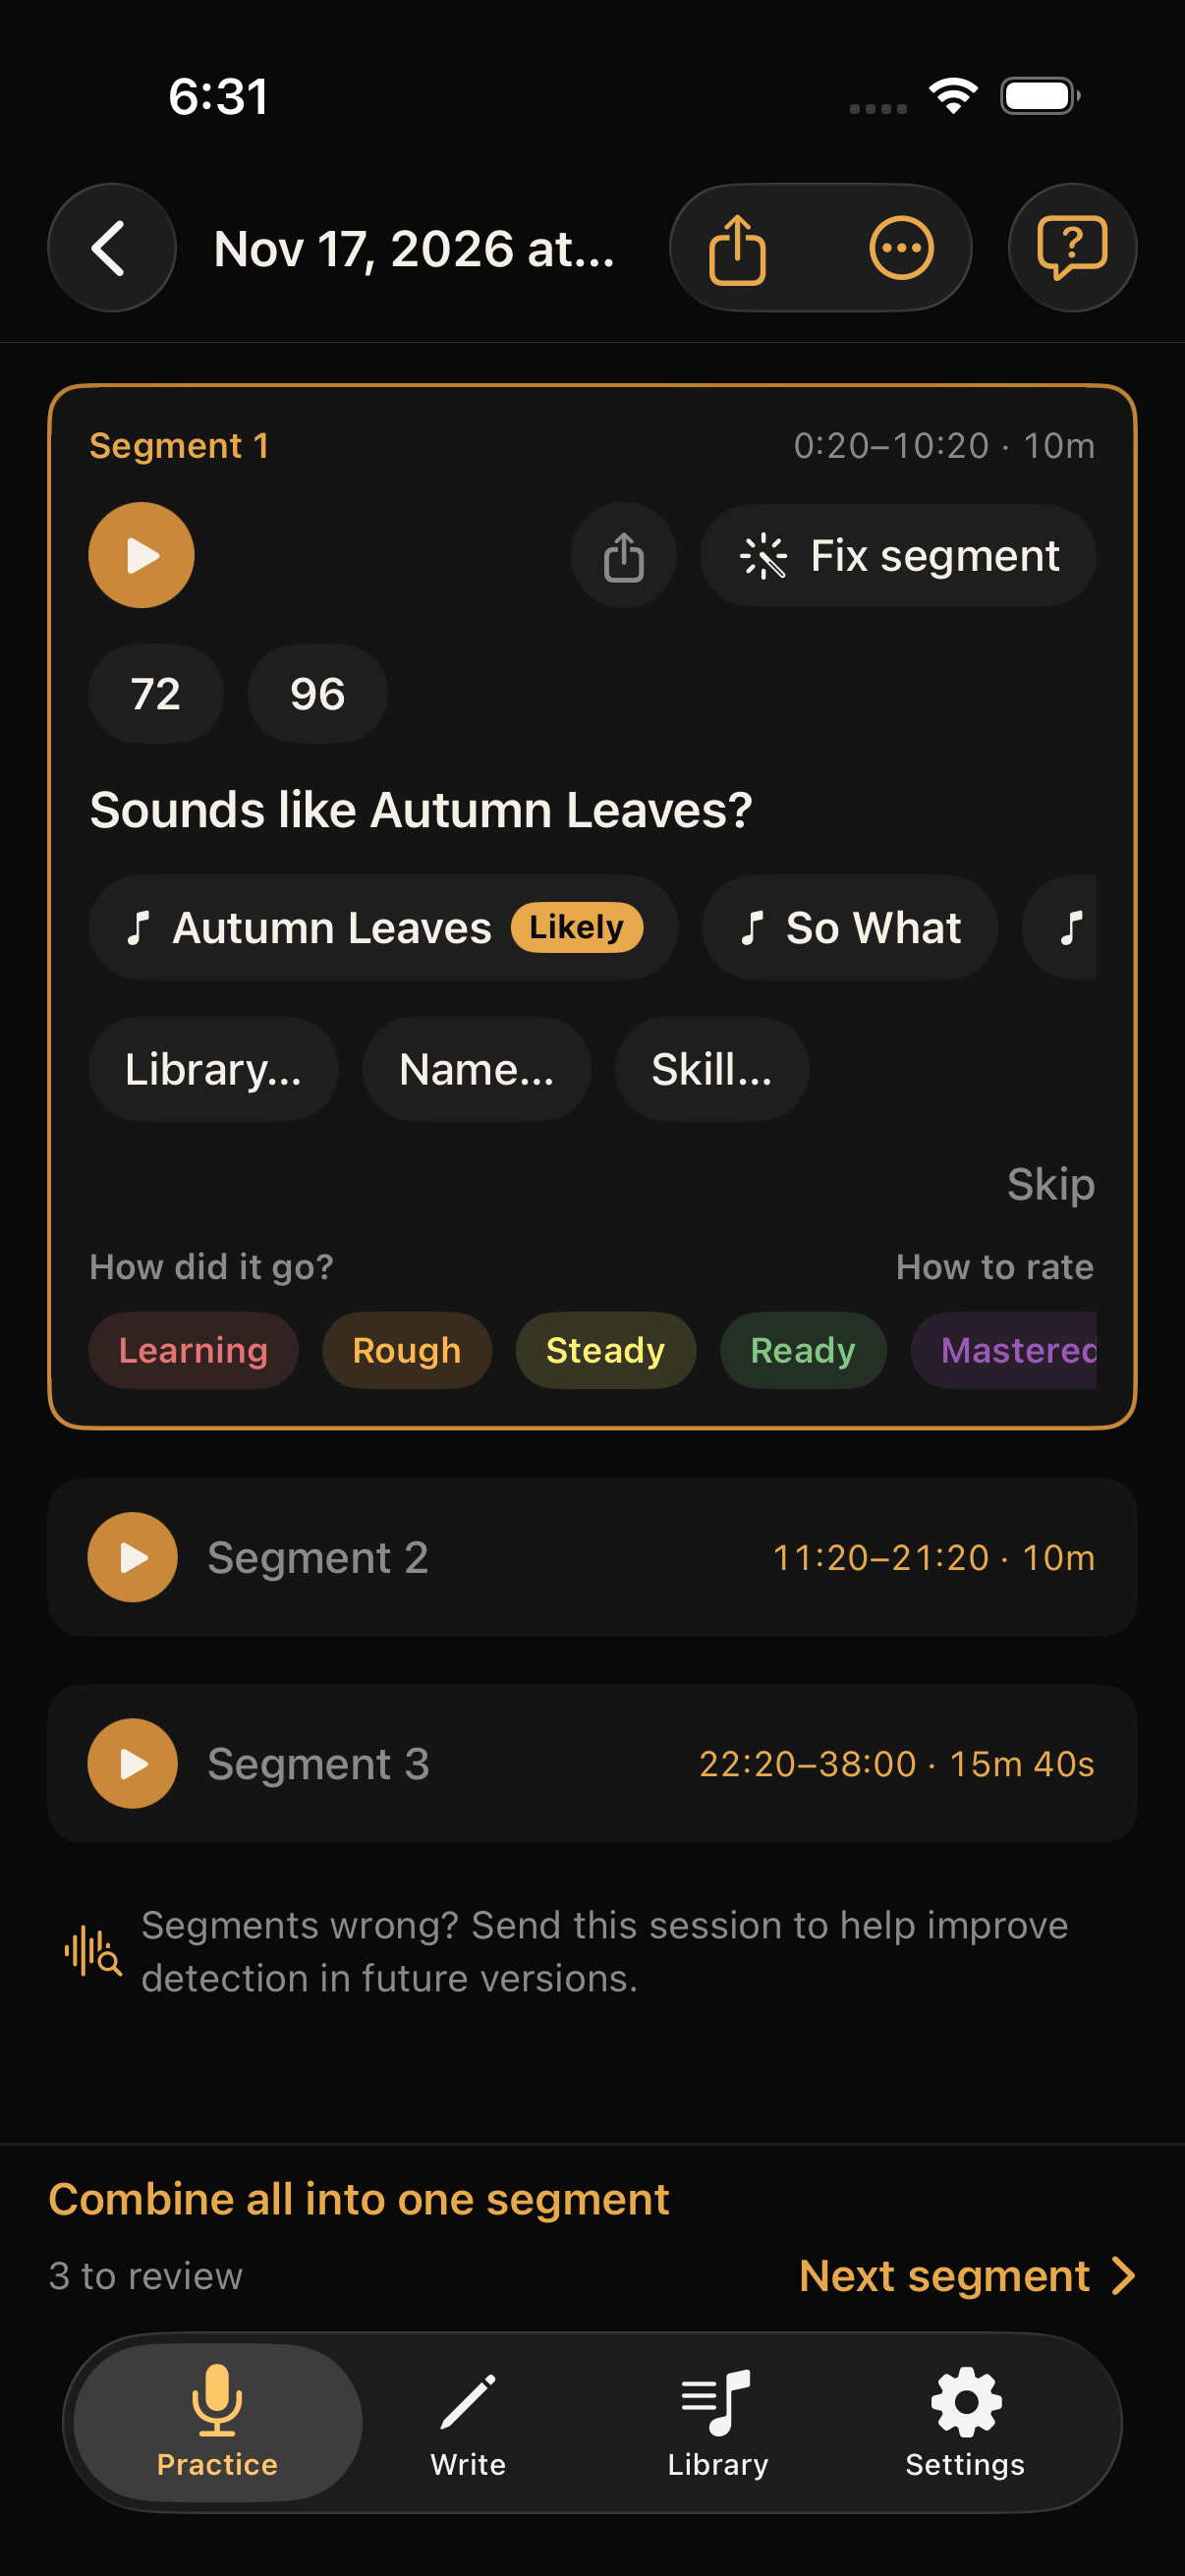 6:31
Nov 17, 2026 at...
Segment 1
0:20–10:20 · 10m
Fix segment
72 96
Sounds like Autumn Leaves?
Autumn Leaves Likely So What
Library... Name... Skill...
Skip
How did it go? How to rate
Learning Rough Steady Ready Mastered
Segment 2 11:20–21:20 · 10m
Segment 3 22:20–38:00 · 15m 40s
Segments wrong? Send this session to help improve
detection in future versions.
Combine all into one segment
3 to review Next segment
Practice Write Library Settings